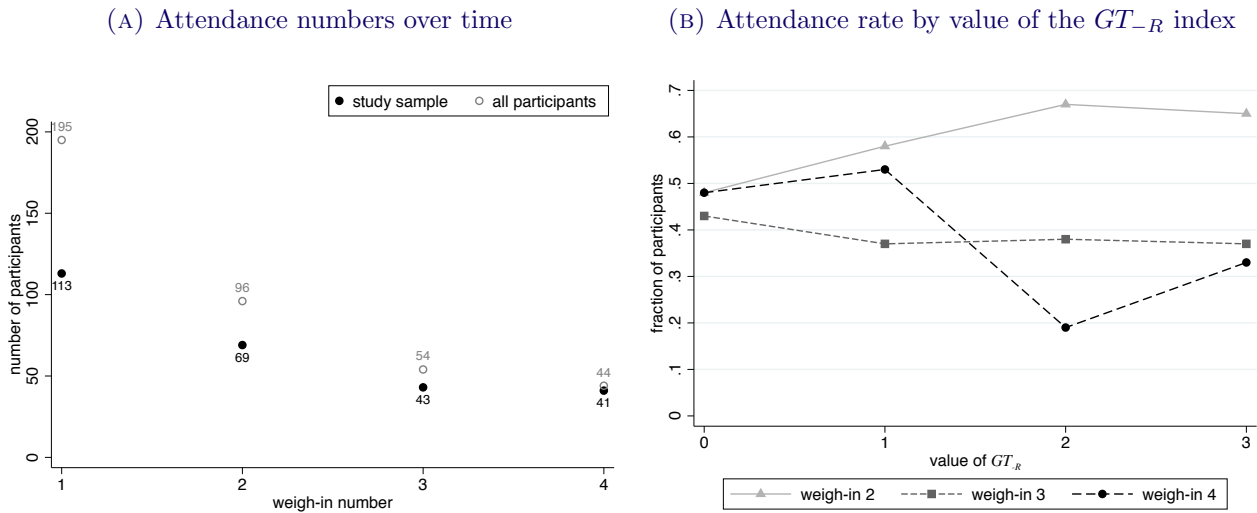 (A) Attendance numbers over time
study sample
all participants
number of participants
200
150
100
50
0
195
113
96
69
54
43
44
41
1 2 3 4
weigh-in number
(B) Attendance rate by value of the GT−R index
fraction of participants
.7
.6
.5
.4
.3
.2
.1
0
0 1 2 3
value of GT-R
weigh-in 2
weigh-in 3
weigh-in 4